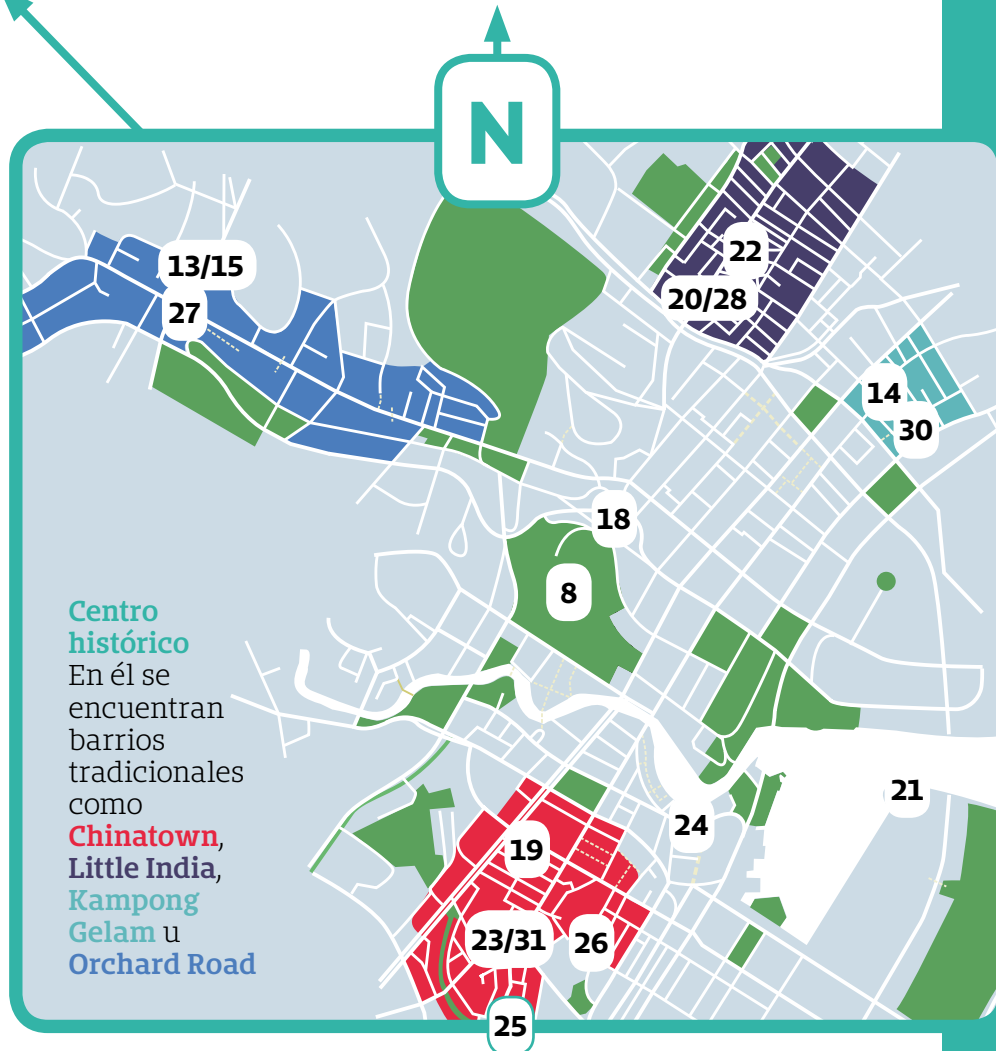 N
13/15
27
22
20/28
14
30
18
8
Centro
histórico
En él se
encuentran
barrios
tradicionales
como
Chinatown,
Little India,
Kampong
Gelam u
Orchard Road
21
24
19
23/31
26
25